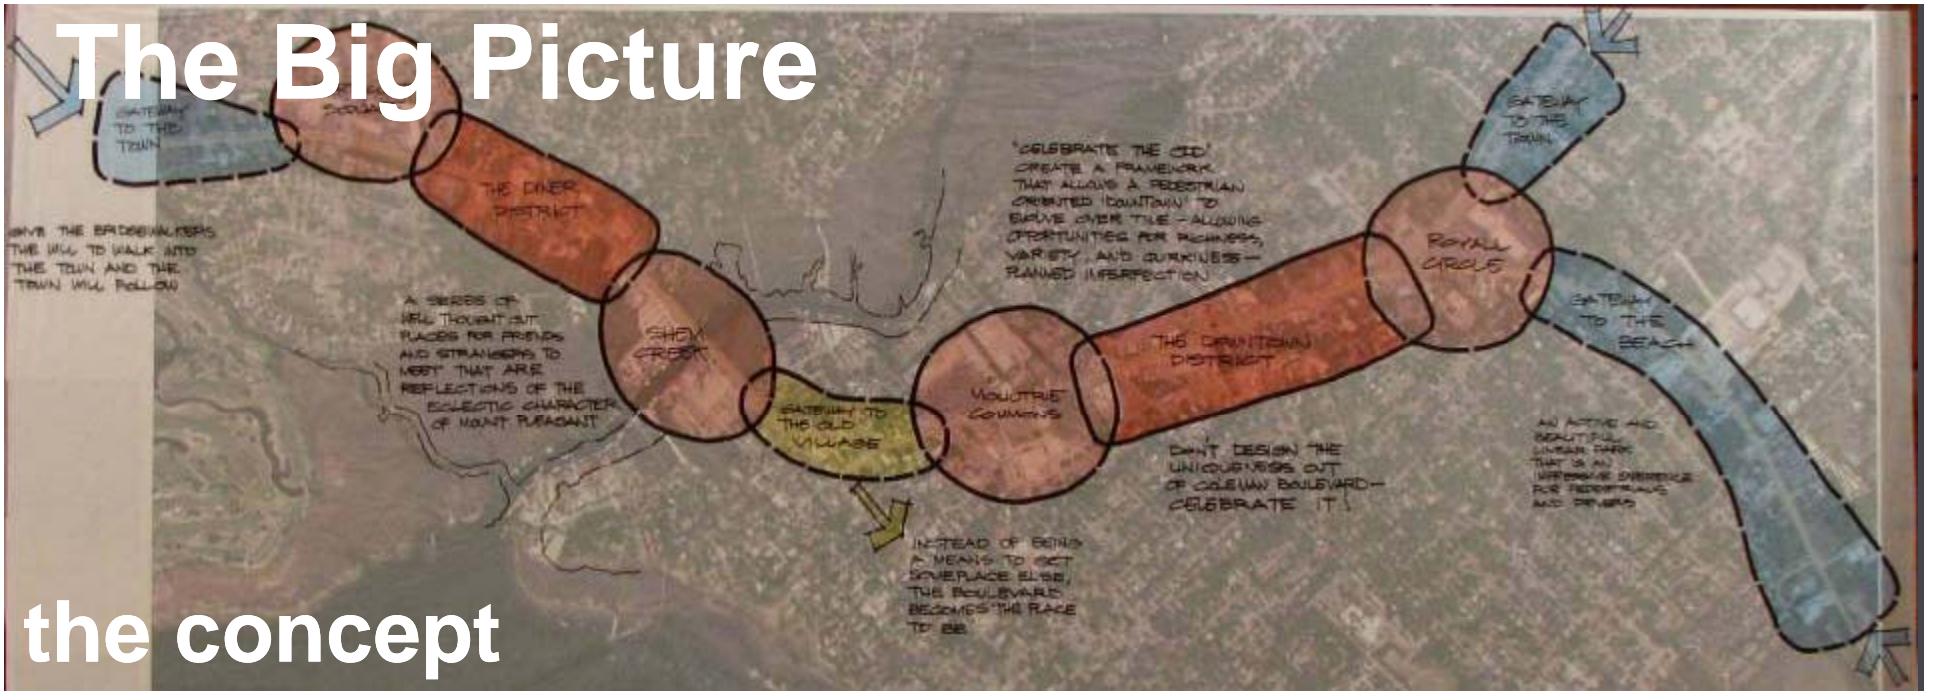 The Big Picture
GATEWAY
TO THE
TOWN
SQUARE
THE DINER
DISTRICT
GIVE THE BRIDGEWALKERS
THE WILL TO WALK INTO
THE TOWN AND THE
TOWN WILL FOLLOW
A SERIES OF
WELL THOUGHT OUT
PLACES FOR FRIENDS
AND STRANGERS TO
MEET THAT ARE
REFLECTIONS OF THE
ECLECTIC CHARACTER
OF MOUNT PLEASANT
SHEM
CREEK
GATEWAY TO
THE OLD
VILLAGE
INSTEAD OF BEING
A MEANS TO GET
SOMEPLACE ELSE,
THE BOULEVARD
BECOMES THE PLACE
TO BE
MOULTRIE
COMMONS
"CELEBRATE THE OLD"
CREATE A FRAMEWORK
THAT ALLOWS A PEDESTRIAN
ORIENTED 'DOWNTOWN' TO
EVOLVE OVER TIME - ALLOWING
OPPORTUNITIES FOR RICHNESS,
VARIETY, AND QUIRKINESS -
PLANNED IMPERFECTION
THE DOWNTOWN
DISTRICT
DON'T DESIGN THE
UNIQUENESS OUT
OF COLEMAN BOULEVARD -
CELEBRATE IT!
ROYALL
CIRCLE
GATEWAY
TO THE
TOWN
GATEWAY
TO THE
BEACH
AN ACTIVE AND
BEAUTIFUL
LINEAR PARK
THAT IS AN
IMPRESSIVE EXPERIENCE
FOR PEDESTRIANS
AND DRIVERS
the concept